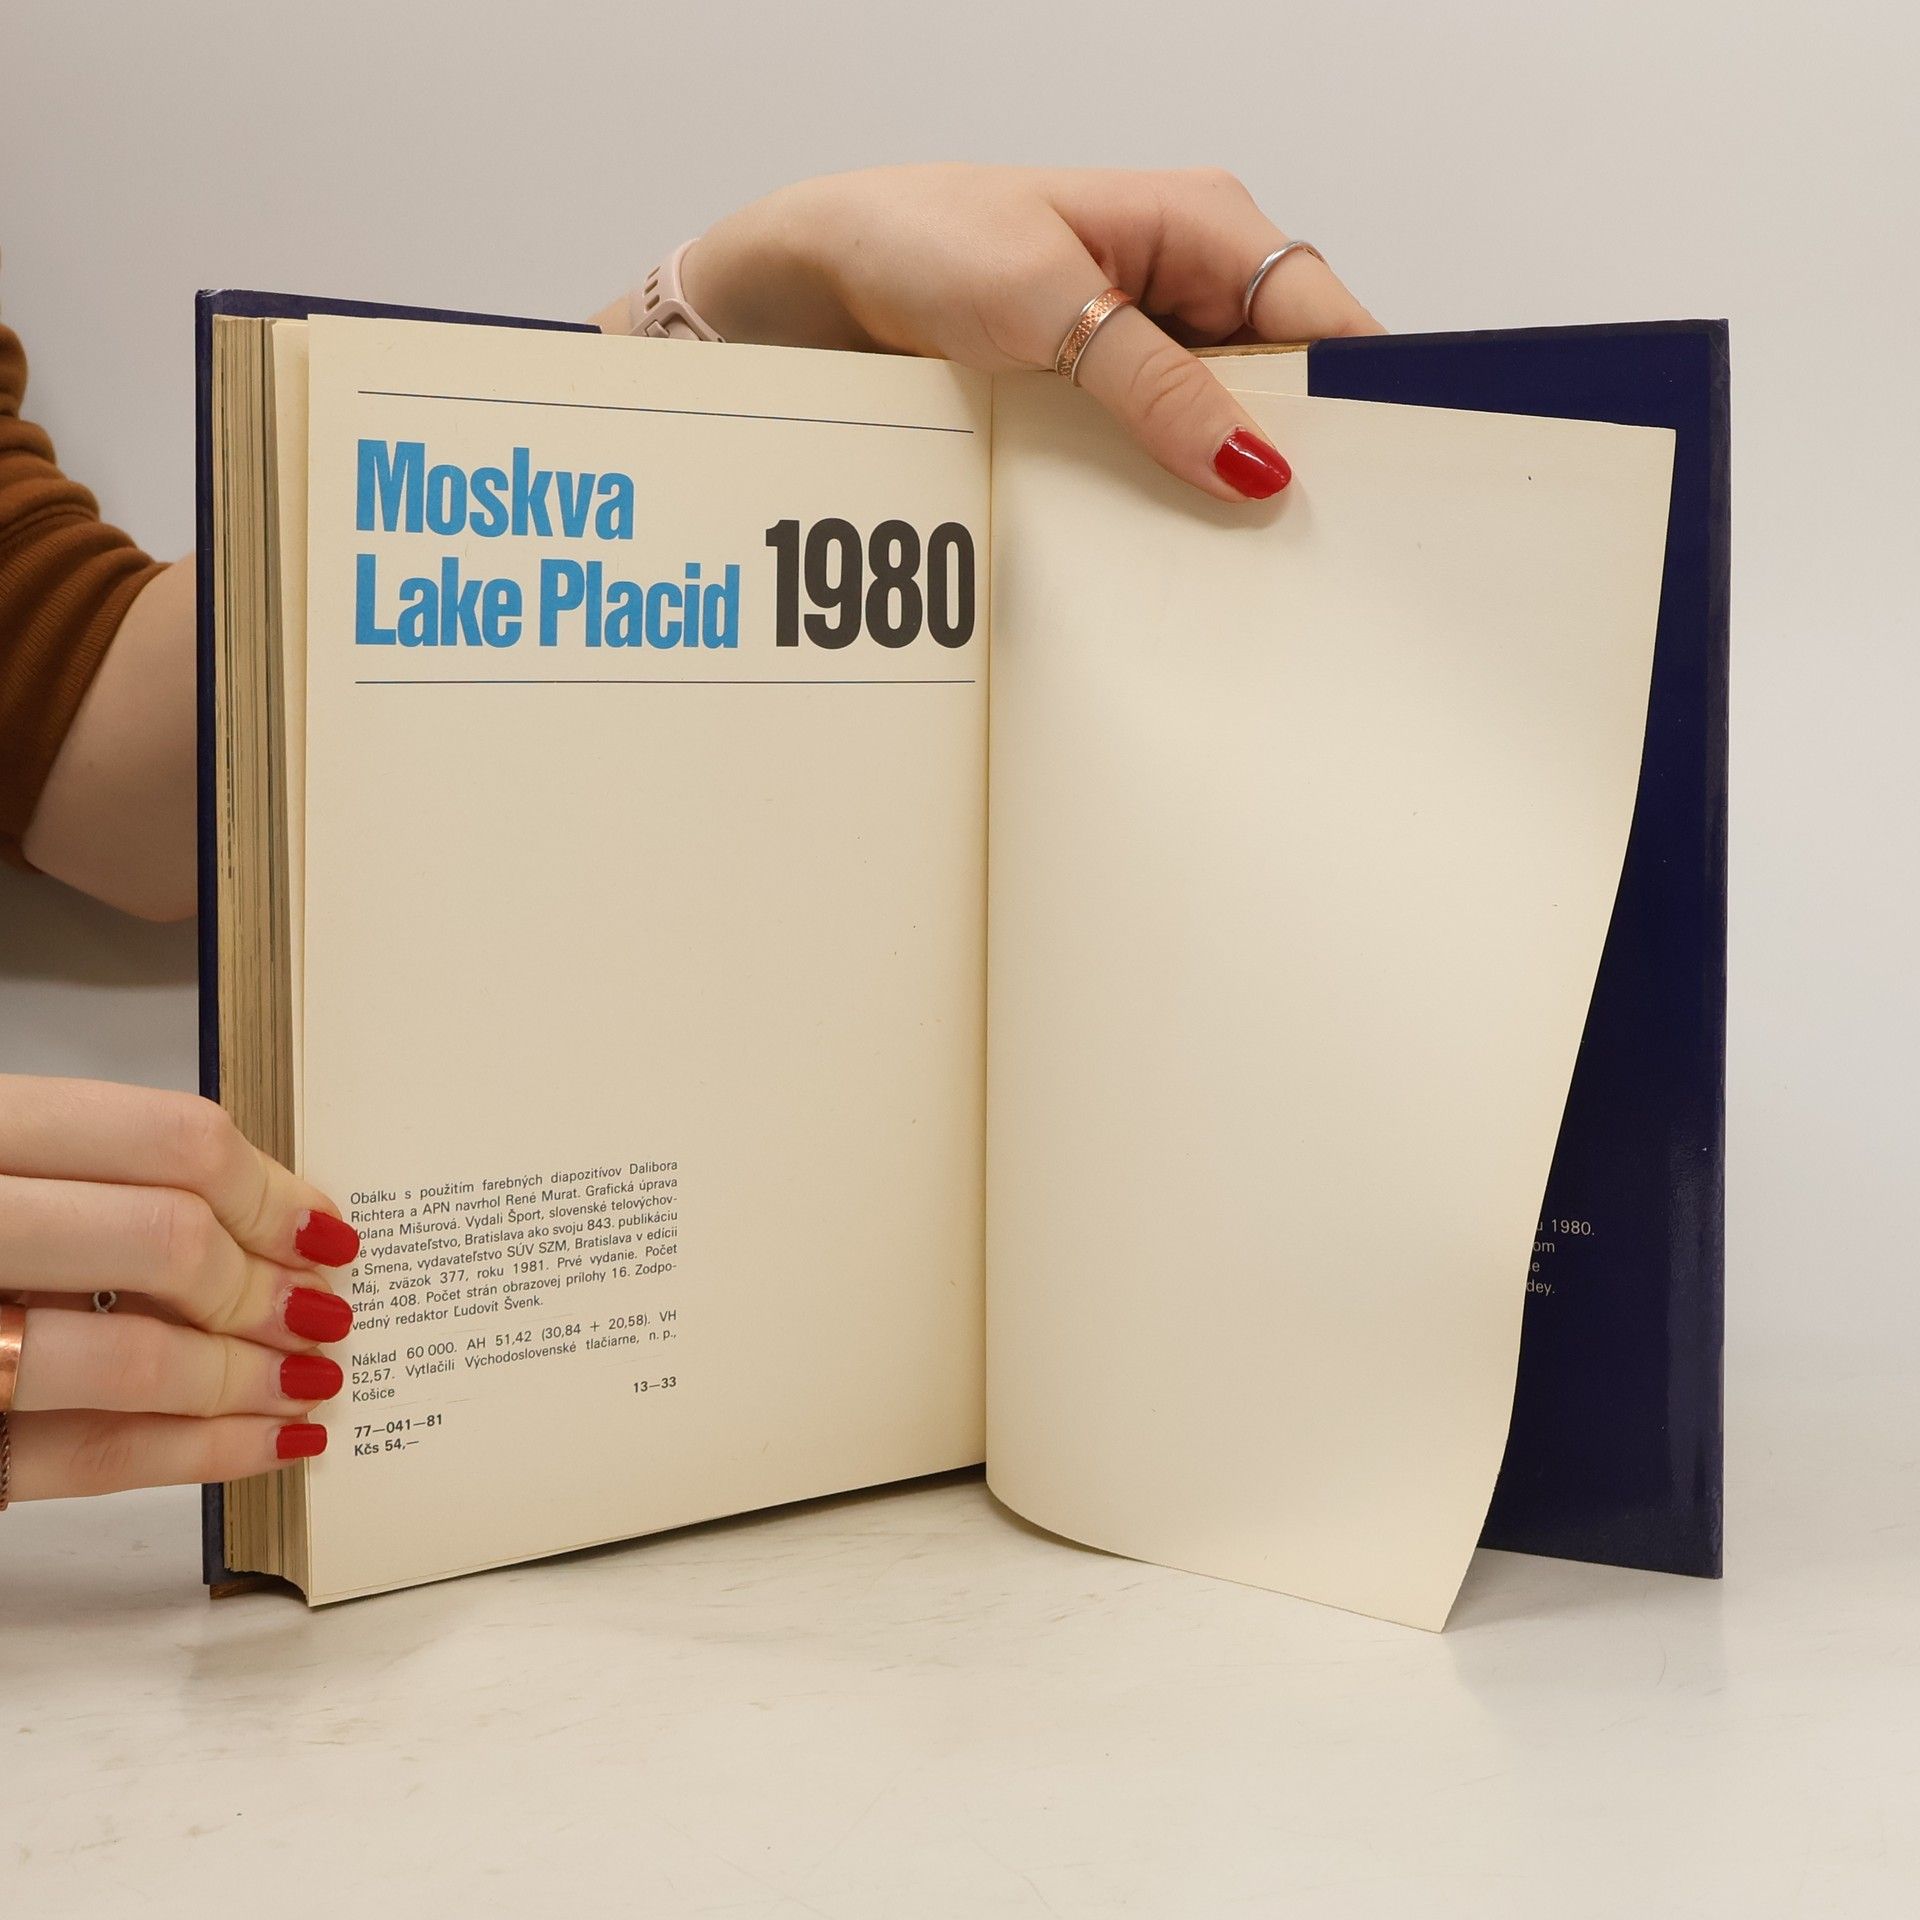 Moskva
Lake Placid 1980
Obálku s použitím farebných diapozitívov Dalibora
Richtera a APN navrhol René Murat. Grafická úprava
olana Mišurová. Vydali Šport, slovenské telovýchov-
é vydavateľstvo, Bratislava ako svoju 843. publikáciu
a Smena, vydavateľstvo SÚV SZM, Bratislava v edícii
Máj, zväzok 377, roku 1981. Prvé vydanie. Počet
strán 408. Počet strán obrazovej prílohy 16. Zodpo-
vedný redaktor Ľudovít Švenk.
Náklad 60 000. AH 51,42 (30,84 + 20,58). VH
52,57. Vytlačili Východoslovenské tlačiarne, n. p.,
Košice 13—33
77—041—81
Kčs 54,—
u 1980.
om
e
dey.